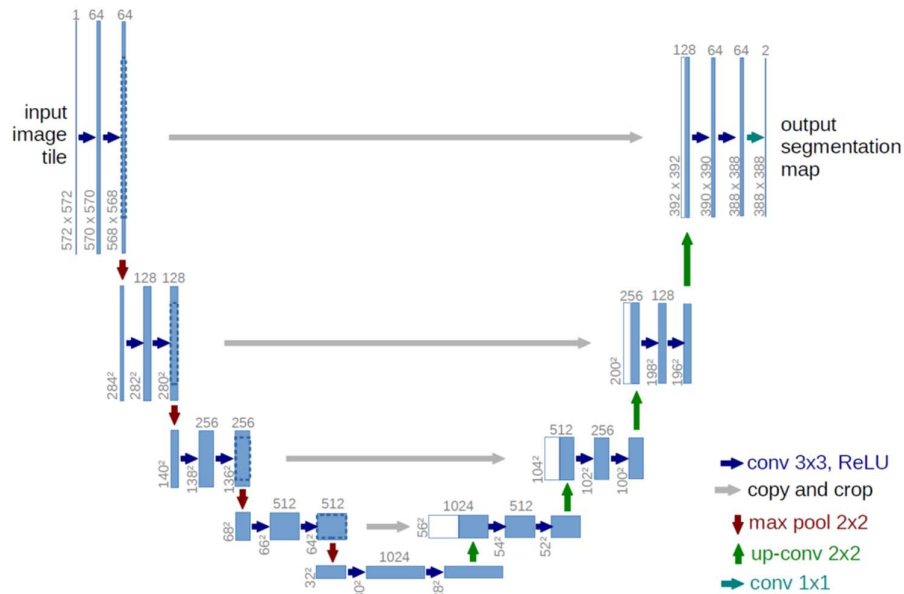 1 64 64
128 64 64 2
input
image
tile
output
segmentation
map
572 x 572
570 x 570
568 x 568
392 x 392
390 x 390
388 x 388
388 x 388
128 128
256 128
284²
282²
280²
200²
198²
196²
256 256
512 256
140²
138²
136²
104²
102²
100²
512 512
1024 512
68²
66²
64²
56²
54²
52²
1024
32²
conv 3x3, ReLU
copy and crop
max pool 2x2
up-conv 2x2
conv 1x1